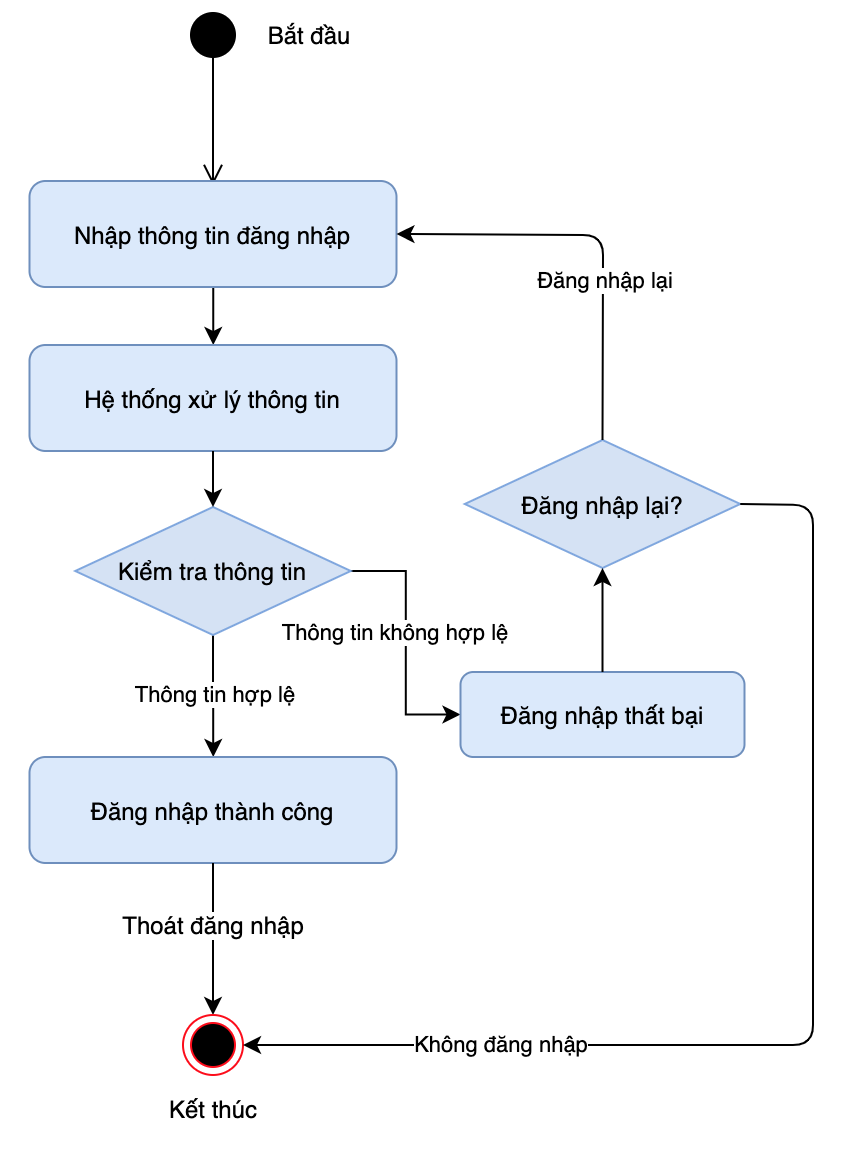 Bắt đầu
Nhập thông tin đăng nhập
Đăng nhập lại
Hệ thống xử lý thông tin
Đăng nhập lại?
Kiểm tra thông tin
Thông tin không hợp lệ
Thông tin hợp lệ
Đăng nhập thất bại
Đăng nhập thành công
Thoát đăng nhập
Không đăng nhập
Kết thúc